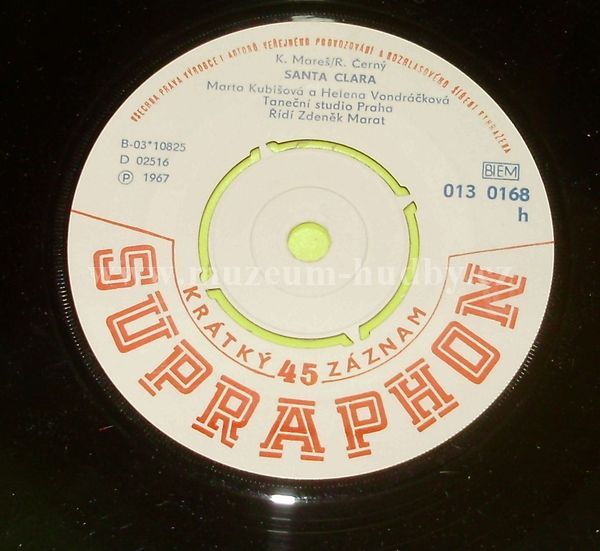 VŠECHNA PRÁVA VÝROBCE I AUTORŮ VEŘEJNÉHO PROVOZOVÁNÍ A ROZHLASOVÉHO ŠÍŘENÍ VYHRAŽENA
K. Mareš/R. Černý
SANTA CLARA
Marta Kubišová a Helena Vondráčková
Taneční studio Praha
Řídí Zdeněk Marat
B-03*10825
D 02516
Ⓟ 1967
BIEM
013 0168
h
www.muzeum-hudby.cz
KRÁTKÝ 45 ZÁZNAM
SUPRAPHON